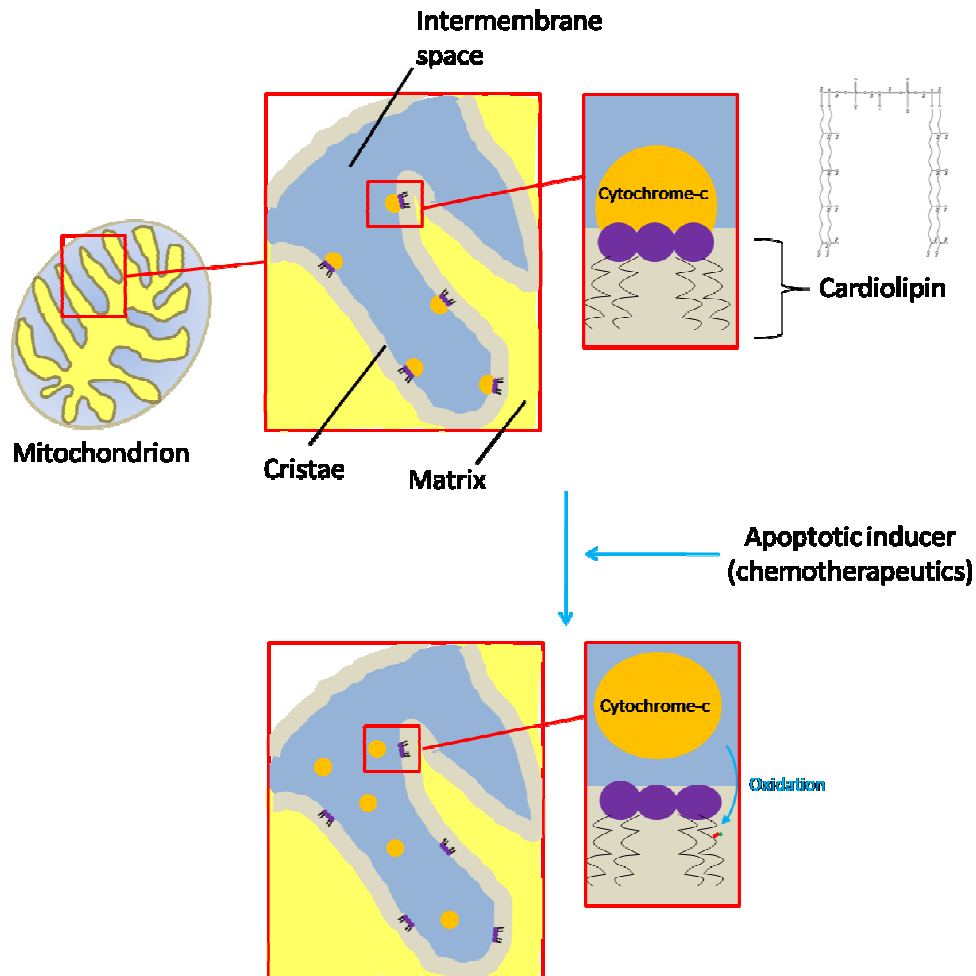 Intermembrane
space
Cytochrome-c
Cardiolipin
Mitochondrion
Cristae
Matrix
Apoptotic inducer
(chemotherapeutics)
Cytochrome-c
Oxidation